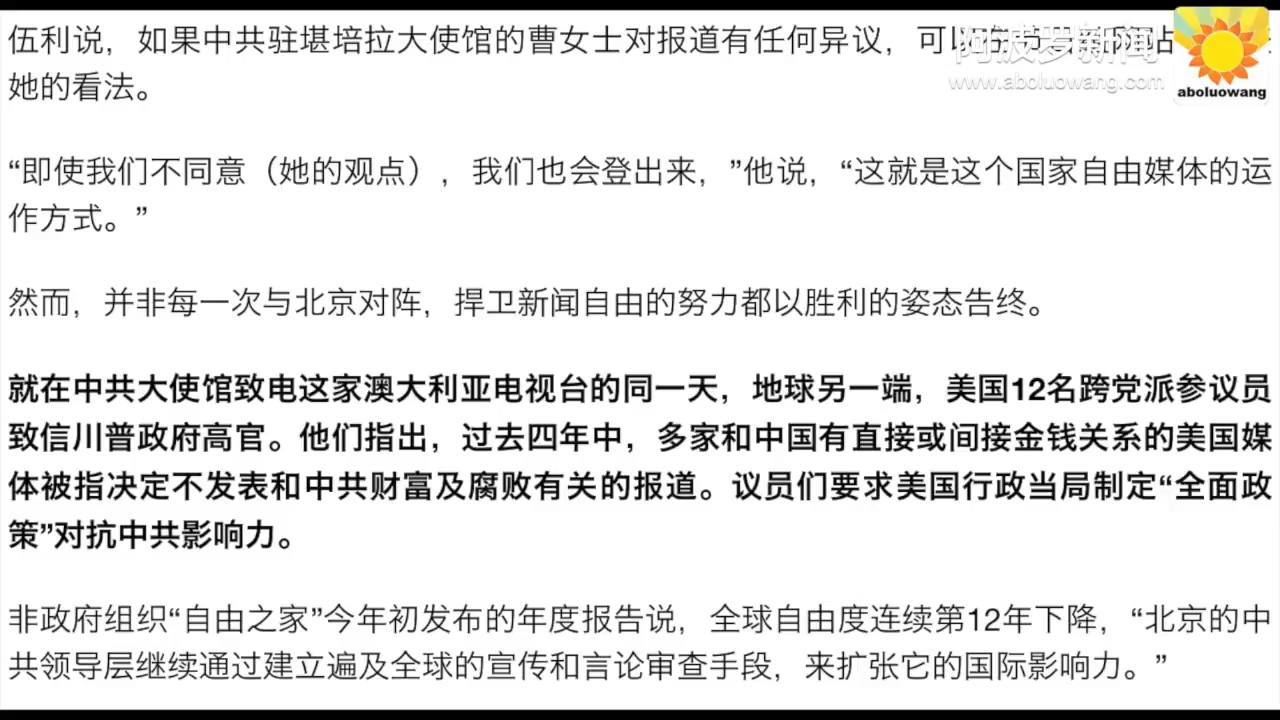 伍利说，如果中共驻堪培拉大使馆的曹女士对报道有任何异议，可以
她的看法。
“即使我们不同意（她的观点），我们也会登出来，”他说，“这就是这个国家自由媒体的运
作方式。”
然而，并非每一次与北京对阵，捍卫新闻自由的努力都以胜利的姿态告终。
就在中共大使馆致电这家澳大利亚电视台的同一天，地球另一端，美国12名跨党派参议员
致信川普政府高官。他们指出，过去四年中，多家和中国有直接或间接金钱关系的美国媒
体被指决定不发表和中共财富及腐败有关的报道。议员们要求美国行政当局制定“全面政
策”对抗中共影响力。
非政府组织“自由之家”今年初发布的年度报告说，全球自由度连续第12年下降，“北京的中
共领导层继续通过建立遍及全球的宣传和言论审查手段，来扩张它的国际影响力。”
阿波罗新闻
www.aboluowang.com
aboluowang